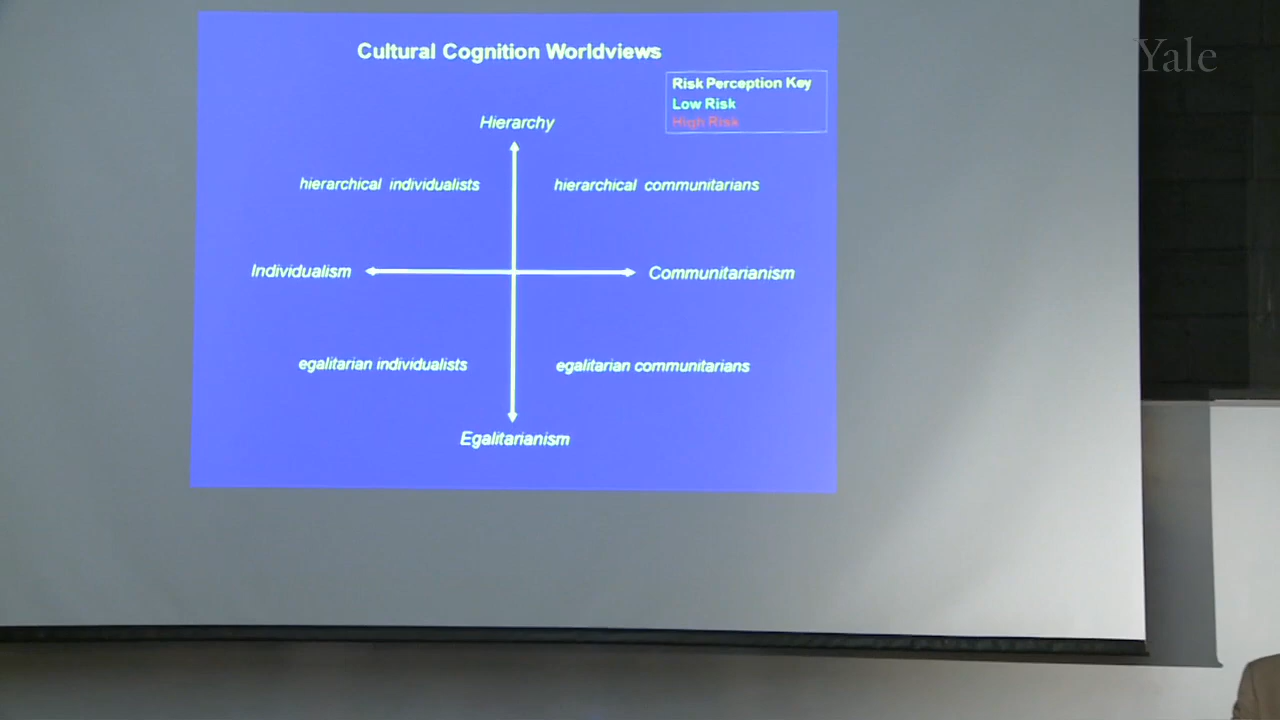 Yale
Cultural Cognition Worldviews
Risk Perception Key
Low Risk
High Risk
Hierarchy
hierarchical individualists
hierarchical communitarians
Individualism
Communitarianism
egalitarian individualists
egalitarian communitarians
Egalitarianism